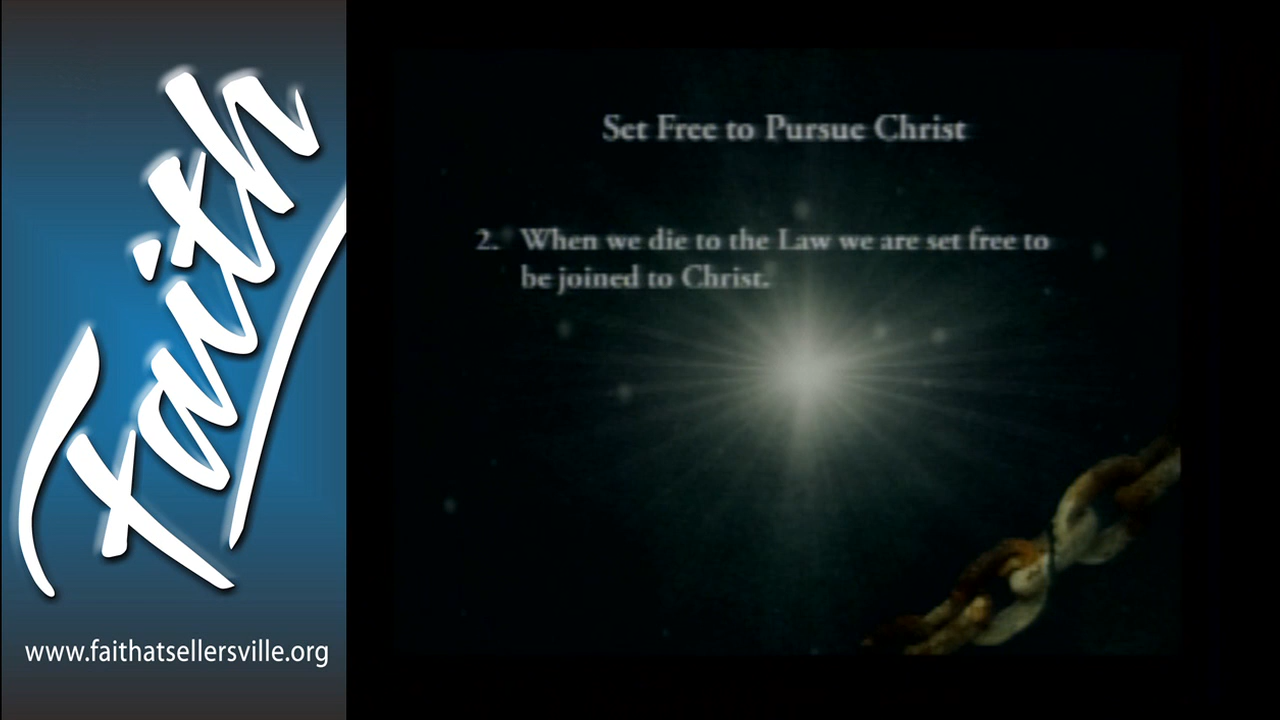 Faith
www.faithatsellersville.org
Set Free to Pursue Christ
2. When we die to the Law we are set free to
be joined to Christ.